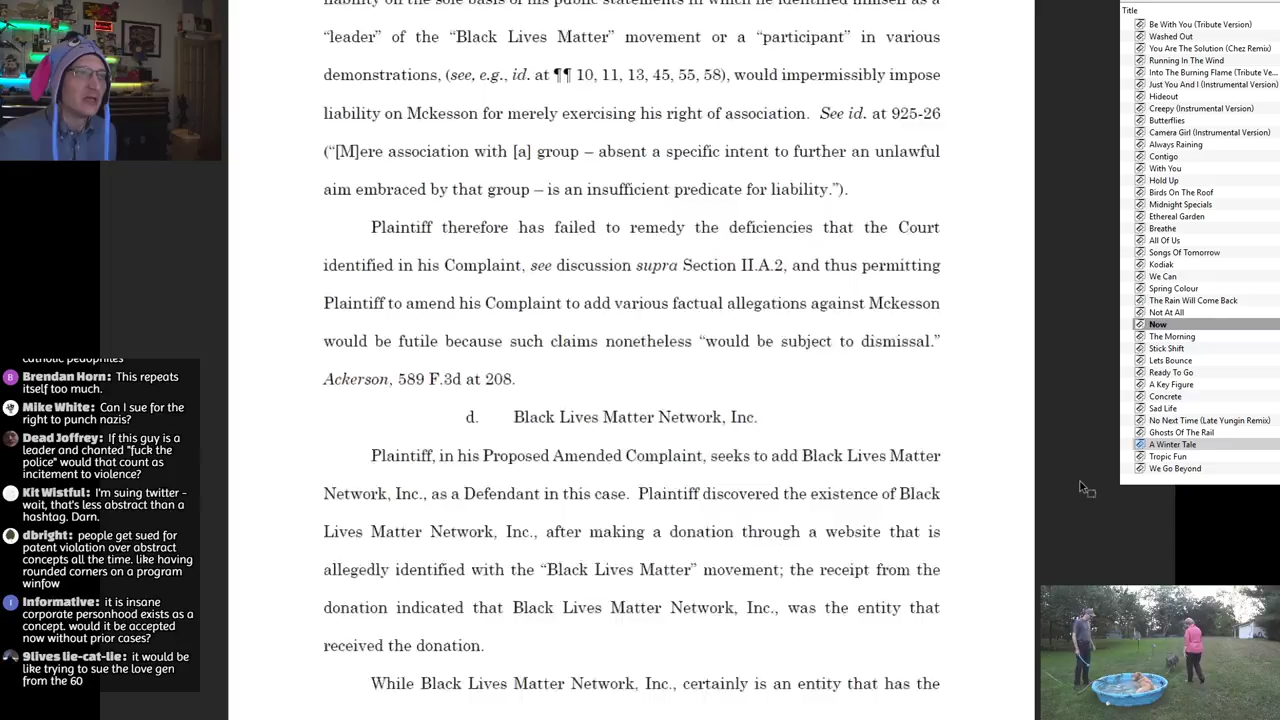 liability on the sole basis of his public statements in which he identified himself as a
“leader” of the “Black Lives Matter” movement or a “participant” in various
demonstrations, (see, e.g., id. at ¶¶ 10, 11, 13, 45, 55, 58), would impermissibly impose
liability on Mckesson for merely exercising his right of association.  See id. at 925-26
(“[M]ere association with [a] group – absent a specific intent to further an unlawful
aim embraced by that group – is an insufficient predicate for liability.”).
Plaintiff therefore has failed to remedy the deficiencies that the Court
identified in his Complaint, see discussion supra Section II.A.2, and thus permitting
Plaintiff to amend his Complaint to add various factual allegations against Mckesson
would be futile because such claims nonetheless “would be subject to dismissal.”
Ackerson, 589 F.3d at 208.
d. Black Lives Matter Network, Inc.
Plaintiff, in his Proposed Amended Complaint, seeks to add Black Lives Matter
Network, Inc., as a Defendant in this case.  Plaintiff discovered the existence of Black
Lives Matter Network, Inc., after making a donation through a website that is
allegedly identified with the “Black Lives Matter” movement; the receipt from the
donation indicated that Black Lives Matter Network, Inc., was the entity that
received the donation.
While Black Lives Matter Network, Inc., certainly is an entity that has the
catholic pedophiles
B Brendan Horn: This repeats
itself too much.
Mike White: Can I sue for the
right to punch nazis?
Dead Joffrey: If this guy is a
leader and chanted "fuck the
police" would that count as
incitement to violence?
Kit Wistful: I'm suing twitter -
wait, that's less abstract than a
hashtag. Darn.
dbright: people get sued for
patent violation over abstract
concepts all the time. like having
rounded corners on a program
winfow
I Informative: it is insane
corporate personhood exists as a
concept. would it be accepted
now without prior cases?
9lives lie-cat-lie: it would be
like trying to sue the love gen
from the 60
Title
Be With You (Tribute Version)
Washed Out
You Are The Solution (Chez Remix)
Running In The Wind
Into The Burning Flame (Tribute Ve...
Just You And I (Instrumental Version)
Hideout
Creepy (Instrumental Version)
Butterflies
Camera Girl (Instrumental Version)
Always Raining
Contigo
With You
Hold Up
Birds On The Roof
Midnight Specials
Ethereal Garden
Breathe
All Of Us
Songs Of Tomorrow
Kodiak
We Can
Spring Colour
The Rain Will Come Back
Not At All
Now
The Morning
Stick Shift
Lets Bounce
Ready To Go
A Key Figure
Concrete
Sad Life
No Next Time (Late Yungin Remix)
Ghosts Of The Rail
A Winter Tale
Tropic Fun
We Go Beyond